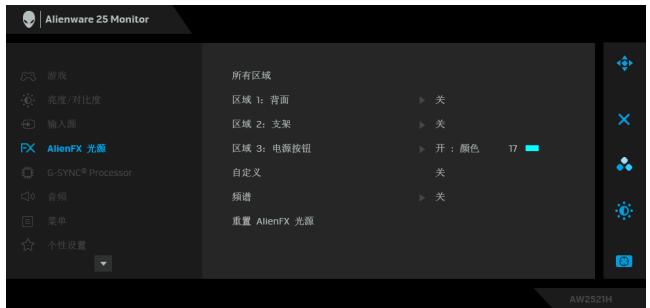 Alienware 25 Monitor
游戏
亮度/对比度
输入源
AlienFX 光源
G-SYNC® Processor
音频
菜单
个性设置
所有区域
区域 1: 背面 关
区域 2: 支架 关
区域 3: 电源按钮 开 : 颜色 17
自定义 关
频谱 关
重置 AlienFX 光源
AW2521H